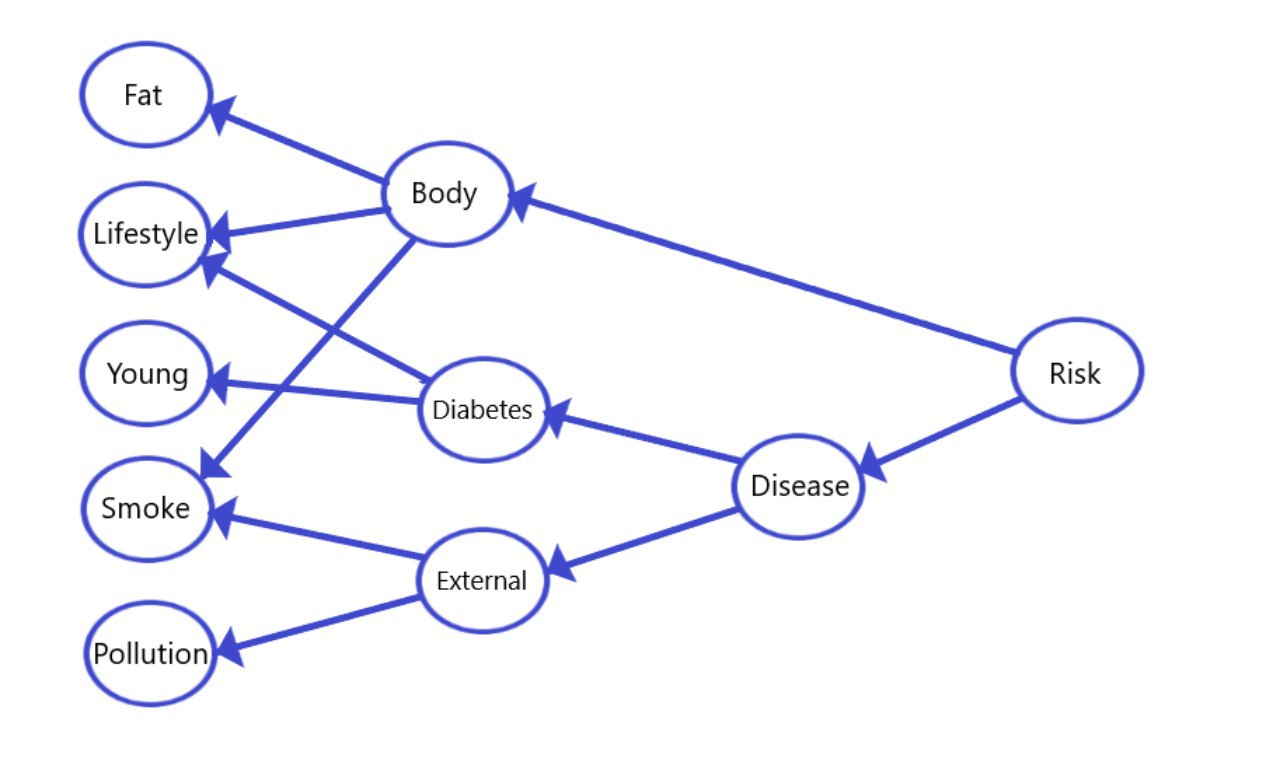 Fat
Body
Lifestyle
Young
Risk
Diabetes
Disease
Smoke
External
Pollution